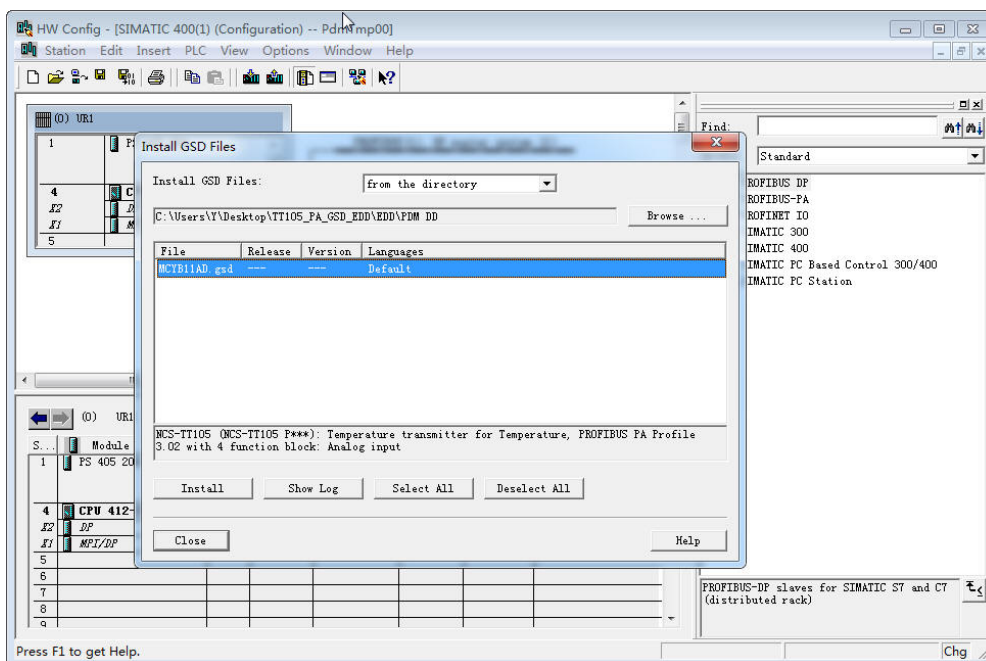 HW Config - [SIMATIC 400(1) (Configuration) -- Pdm Tmp00]
Station Edit Insert PLC View Options Window Help
(0) UR1
1
4
X2
X1
5
Find:
Standard
ROFIBUS DP
ROFIBUS-PA
ROFINET IO
IMATIC 300
IMATIC 400
IMATIC PC Based Control 300/400
IMATIC PC Station
Install GSD Files
Install GSD Files:
from the directory
C:\Users\Y\Desktop\TT105_PA_GSD_EDD\EDD\PDM DD
Browse ...
File Release Version Languages
MCYB11AD.gsd --- --- Default
NCS-TT105 (NCS-TT105 P***): Temperature transmitter for Temperature, PROFIBUS PA Profile
3.02 with 4 function block: Analog input
Install Show Log Select All Deselect All
Close Help
(0) UR1
S... Module
1 PS 405 20
4 CPU 412-
X2 DP
X1 MPI/DP
5
6
7
8
9
PROFIBUS-DP slaves for SIMATIC S7 and C7
(distributed rack)
Press F1 to get Help.
Chg